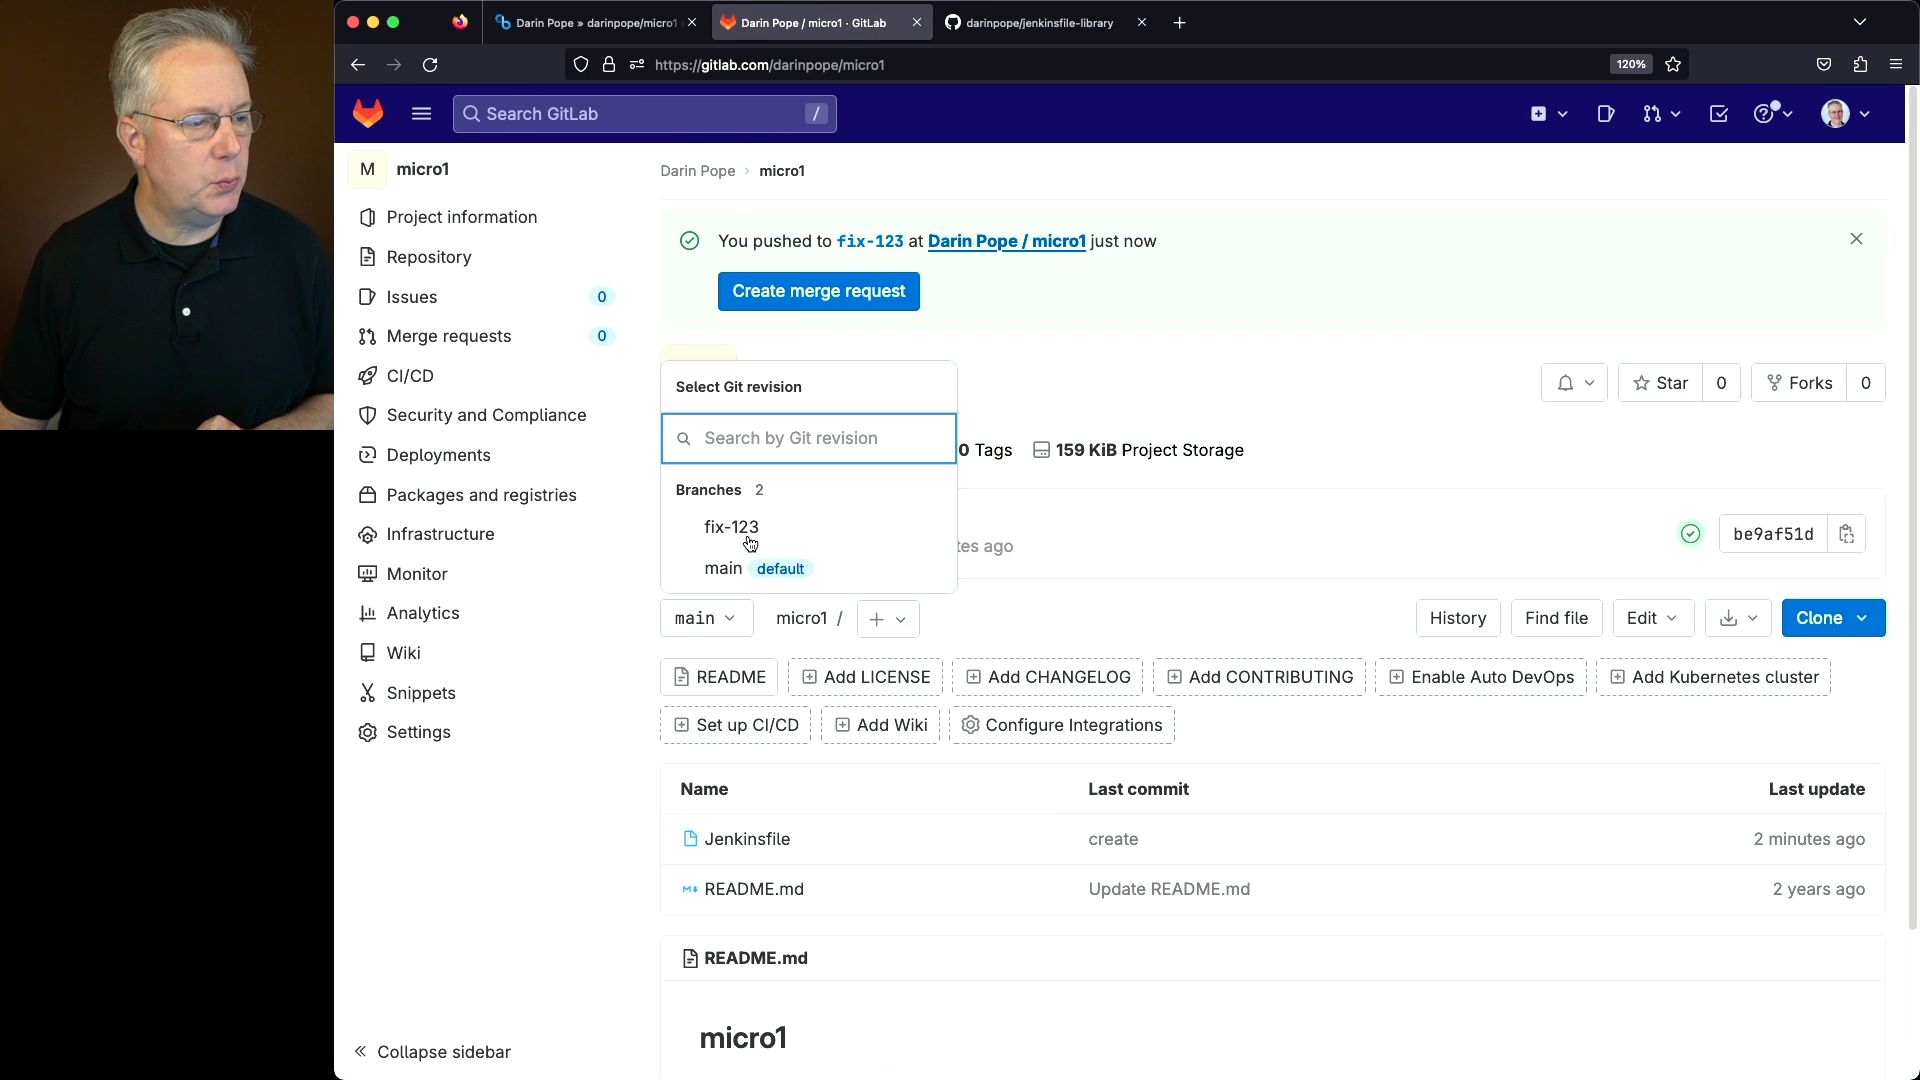 Darin Pope » darinpope/micro1
Darin Pope / micro1 · GitLab
darinpope/jenkinsfile-library
https://gitlab.com/darinpope/micro1
120%
Search GitLab
/
M
micro1
Project information
Repository
Issues
0
Merge requests
0
CI/CD
Security and Compliance
Deployments
Packages and registries
Infrastructure
Monitor
Analytics
Wiki
Snippets
Settings
Collapse sidebar
Darin Pope > micro1
You pushed to fix-123 at Darin Pope / micro1 just now
Create merge request
Select Git revision
Search by Git revision
Branches 2
fix-123
main default
Star 0
Forks 0
0 Tags
159 KiB Project Storage
ago
be9af51d
main
micro1 /
History
Find file
Edit
Clone
README
Add LICENSE
Add CHANGELOG
Add CONTRIBUTING
Enable Auto DevOps
Add Kubernetes cluster
Set up CI/CD
Add Wiki
Configure Integrations
Name Last commit Last update
Jenkinsfile create 2 minutes ago
README.md Update README.md 2 years ago
README.md
micro1